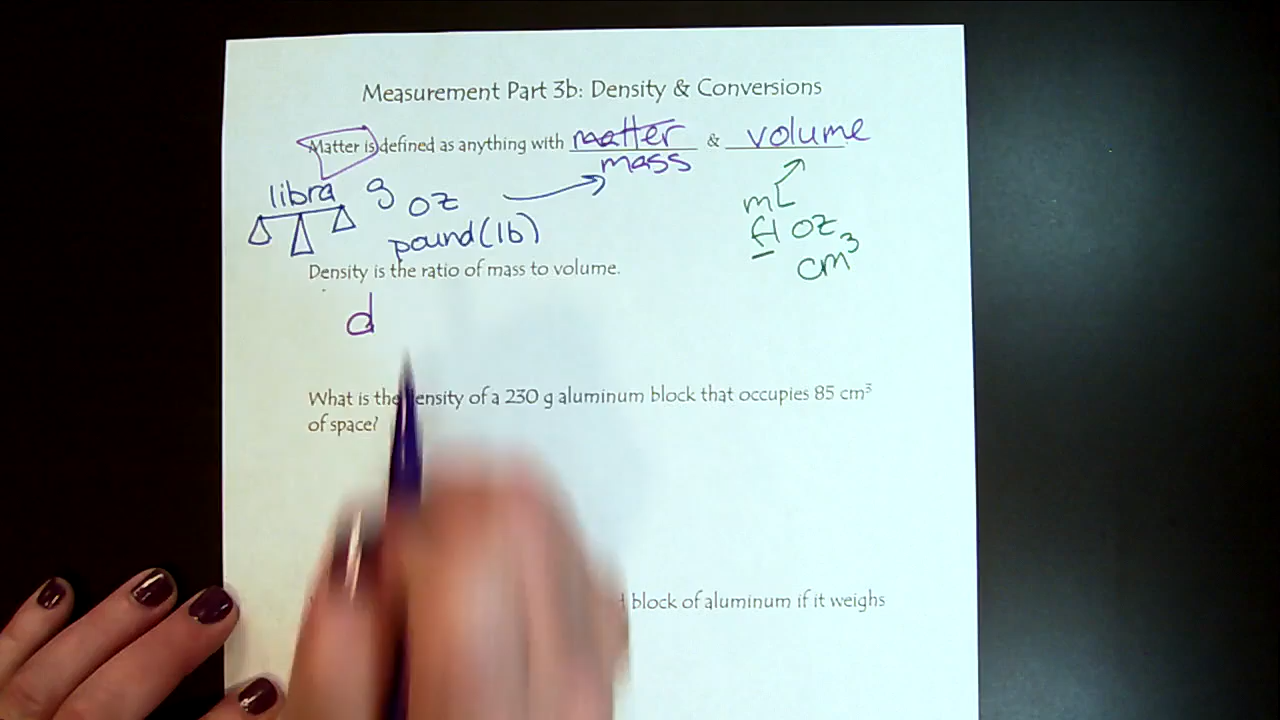 Measurement Part 3b: Density & Conversions
Matter is defined as anything with matter & volume
mass
libra g oz
pound (lb)
mL
fl oz
cm³
Density is the ratio of mass to volume.
d
What is the density of a 230 g aluminum block that occupies 85 cm³
of space?
block of aluminum if it weighs